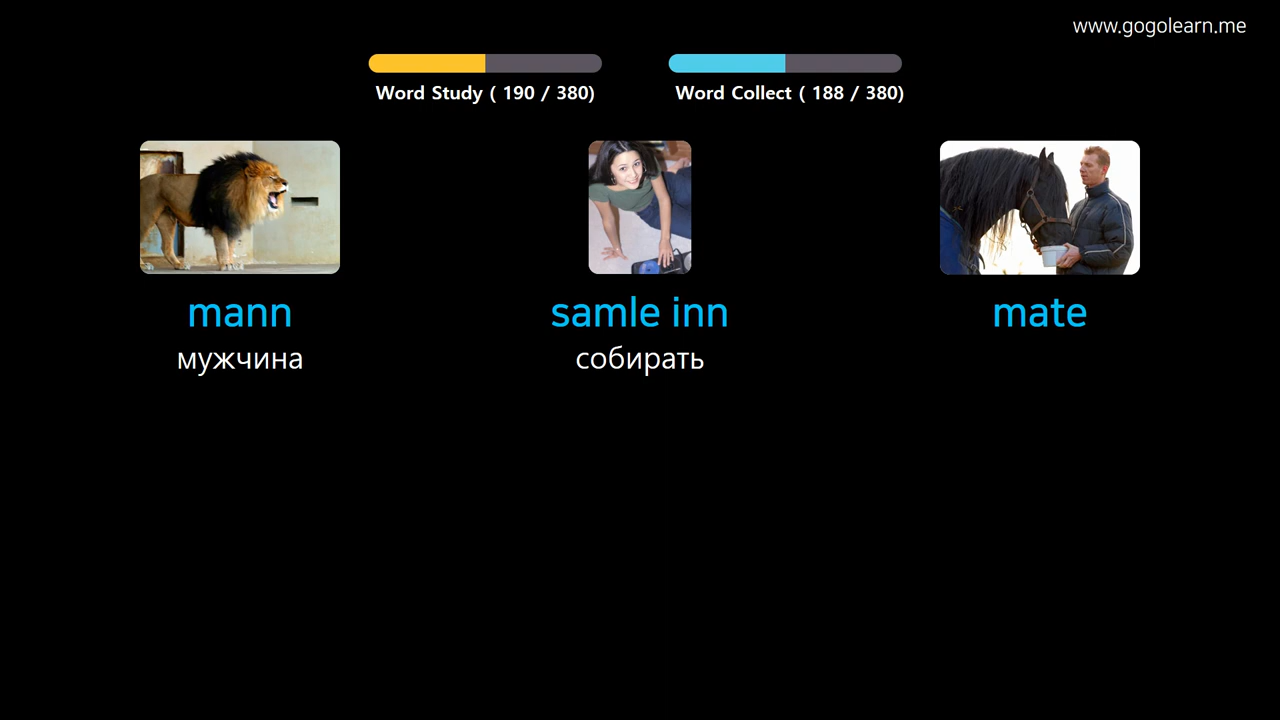 www.gogolearn.me
Word Study ( 190 / 380)
Word Collect ( 188 / 380)
mann
samle inn
mate
мужчина
собирать